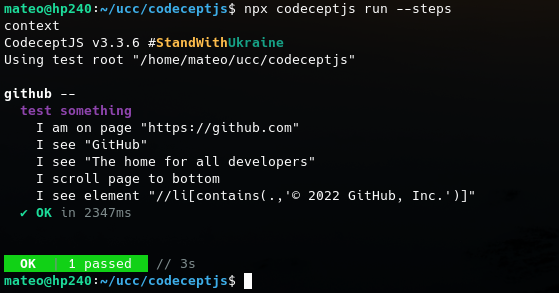 mateo@hp240:~/ucc/codeceptjs$ npx codeceptjs run --steps
context
CodeceptJS v3.3.6 #StandWithUkraine
Using test root "/home/mateo/ucc/codeceptjs"
github --
test something
I am on page "https://github.com"
I see "GitHub"
I see "The home for all developers"
I scroll page to bottom
I see element "//li[contains(.,'© 2022 GitHub, Inc.')]"
✔ OK in 2347ms
OK | 1 passed // 3s
mateo@hp240:~/ucc/codeceptjs$